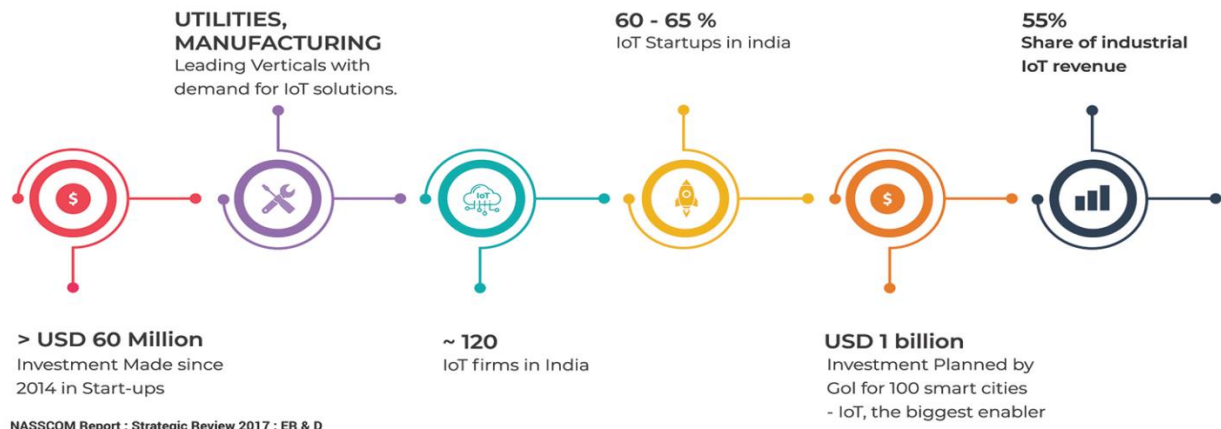 UTILITIES,
MANUFACTURING
Leading Verticals with
demand for IoT solutions.
60 - 65 %
IoT Startups in india
55%
Share of industrial
IoT revenue
$
IoT
$
> USD 60 Million
Investment Made since
2014 in Start-ups
~ 120
IoT firms in India
USD 1 billion
Investment Planned by
GoI for 100 smart cities
- IoT, the biggest enabler
NASSCOM Report : Strategic Review 2017 : ER & D